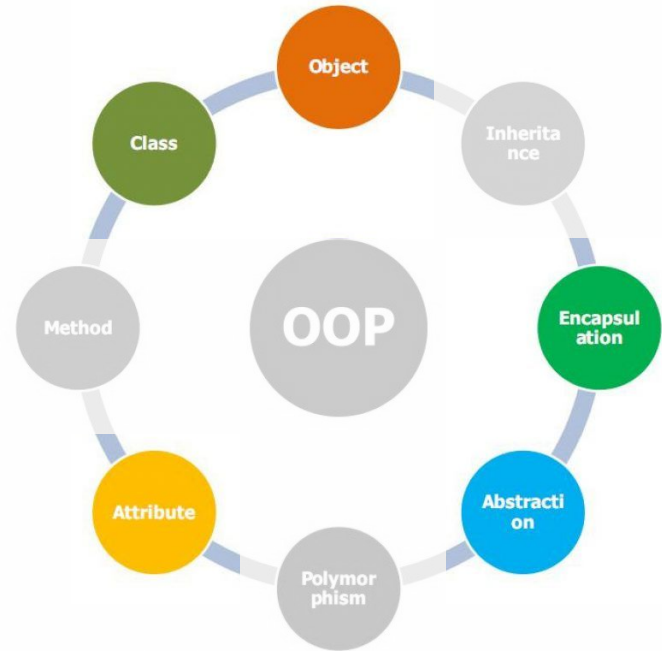 Object
Inherita
nce
Encapsul
ation
Abstracti
on
Polymor
phism
Attribute
Method
Class
OOP